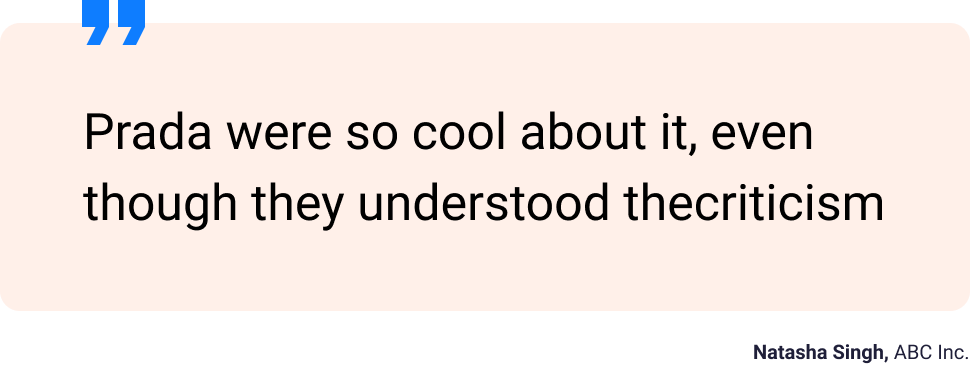 Prada were so cool about it, even
though they understood thecriticism
Natasha Singh, ABC Inc.